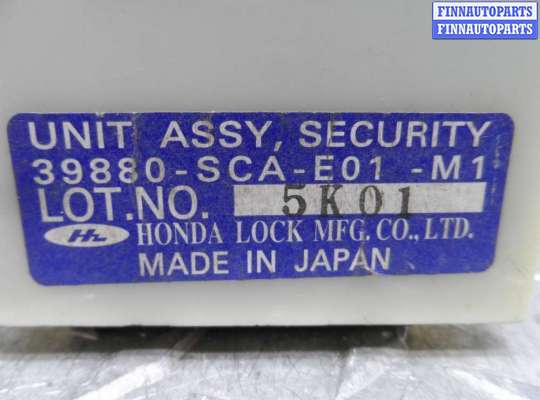 FINNAUTOPARTS
FINNAUTOPARTS
UNIT ASSY, SECURITY
39880-SCA-E01 -M1
LOT.NO. 5K01
HL HONDA LOCK MFG. CO., LTD.
MADE IN JAPAN